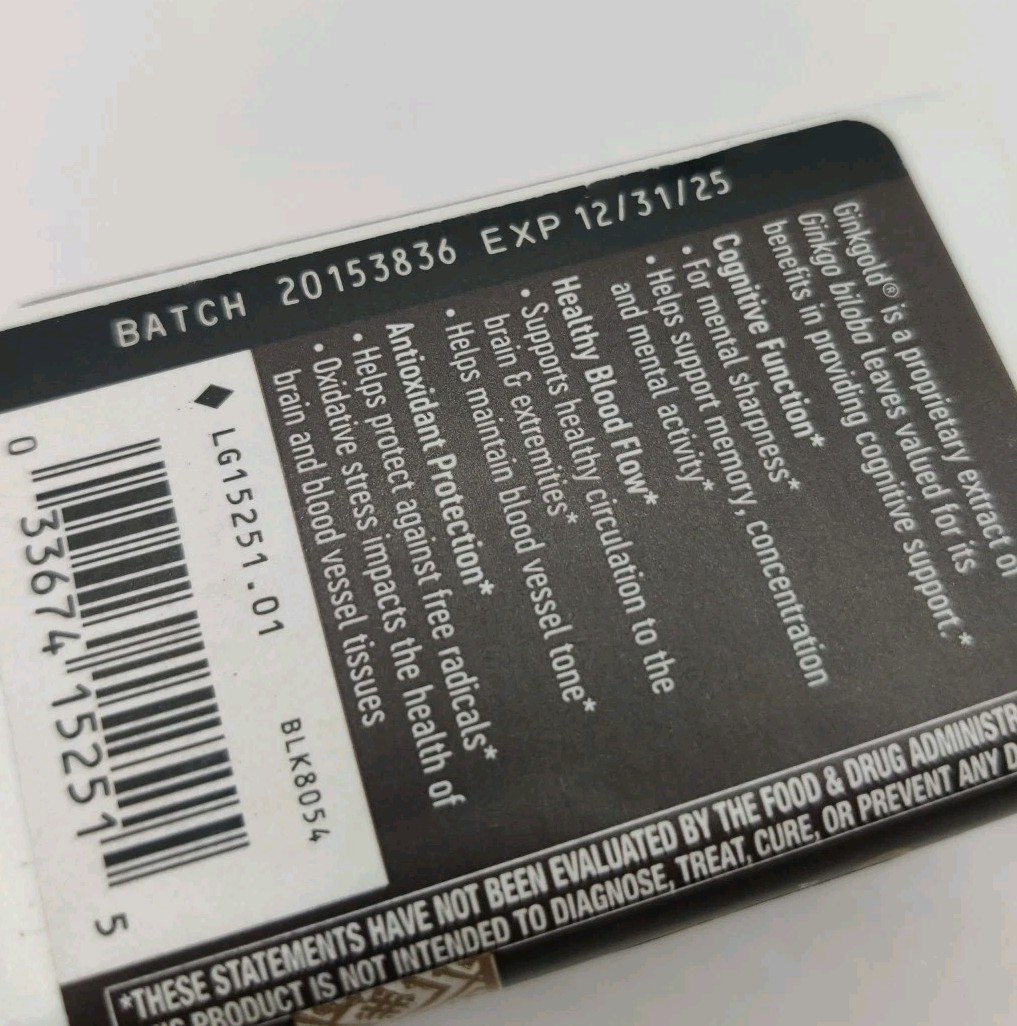 BATCH 20153836 EXP 12/31/25
Ginkgold® is a proprietary extract of
Ginkgo biloba leaves valued for its
benefits in providing cognitive support.*
Cognitive Function*
• For mental sharpness*
• Helps support memory, concentration
and mental activity*
Healthy Blood Flow*
• Supports healthy circulation to the
brain & extremities*
• Helps maintain blood vessel tone*
Antioxidant Protection*
• Helps protect against free radicals*
• Oxidative stress impacts the health of
brain and blood vessel tissues
LG15251.01
BLK8054
0 33674 15251 5
*THESE STATEMENTS HAVE NOT BEEN EVALUATED BY THE FOOD & DRUG
PRODUCT IS NOT INTENDED TO DIAGNOSE, TREAT, CURE, OR PREVENT ANY